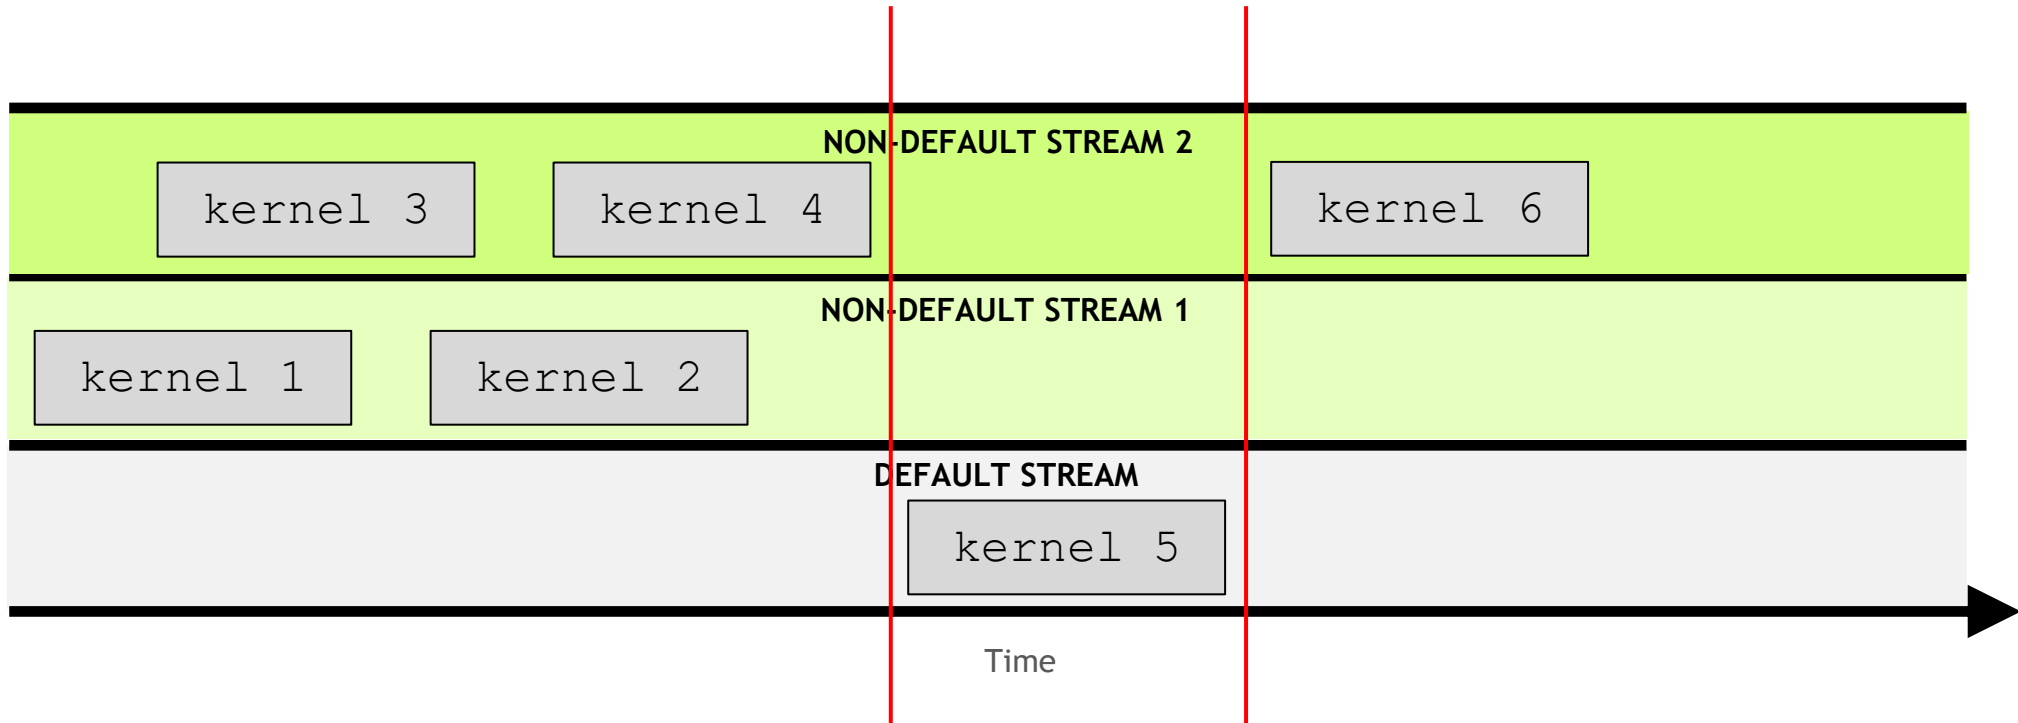 NON-DEFAULT STREAM 2
kernel 3
kernel 4
kernel 6
NON-DEFAULT STREAM 1
kernel 1
kernel 2
DEFAULT STREAM
kernel 5
Time